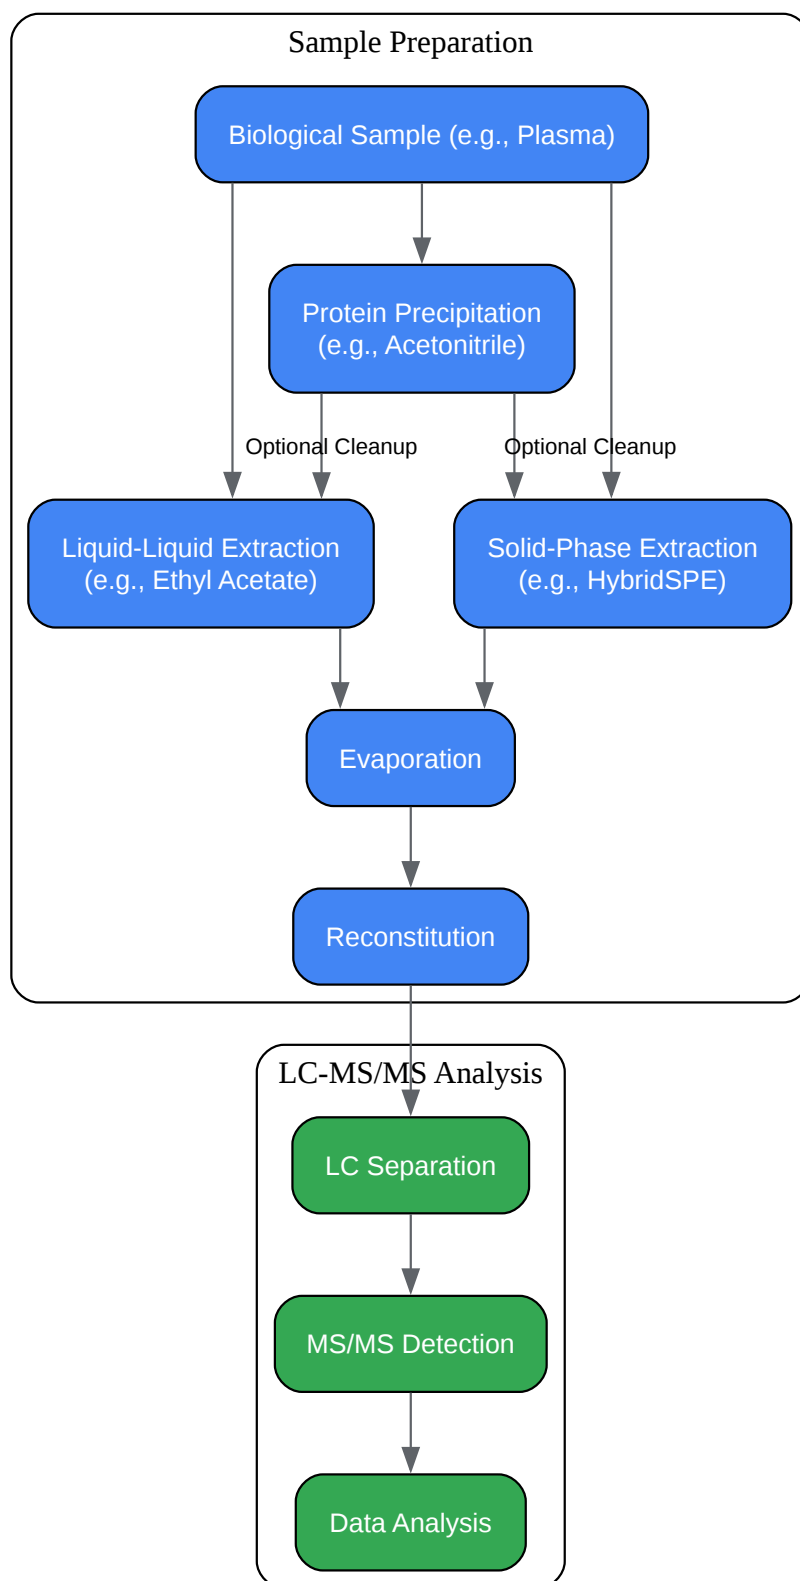 Sample Preparation
Biological Sample (e.g., Plasma)
Protein Precipitation
(e.g., Acetonitrile)
Optional Cleanup
Optional Cleanup
Liquid-Liquid Extraction
(e.g., Ethyl Acetate)
Solid-Phase Extraction
(e.g., HybridSPE)
Evaporation
Reconstitution
LC-MS/MS Analysis
LC Separation
MS/MS Detection
Data Analysis